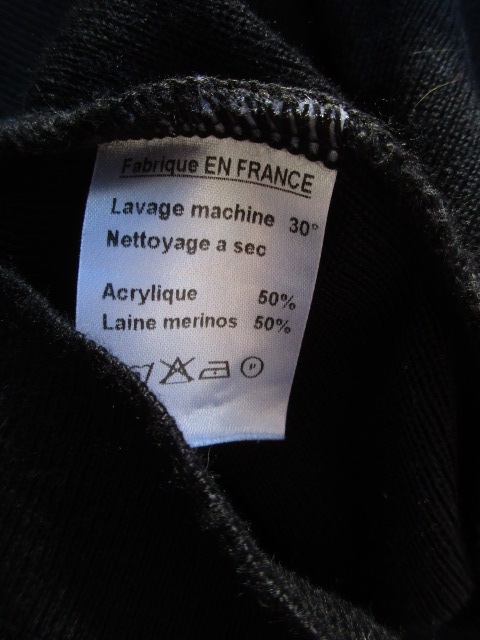 Fabrique EN FRANCE
Lavage machine 30°
Nettoyage a sec
Acrylique 50%
Laine merinos 50%
P